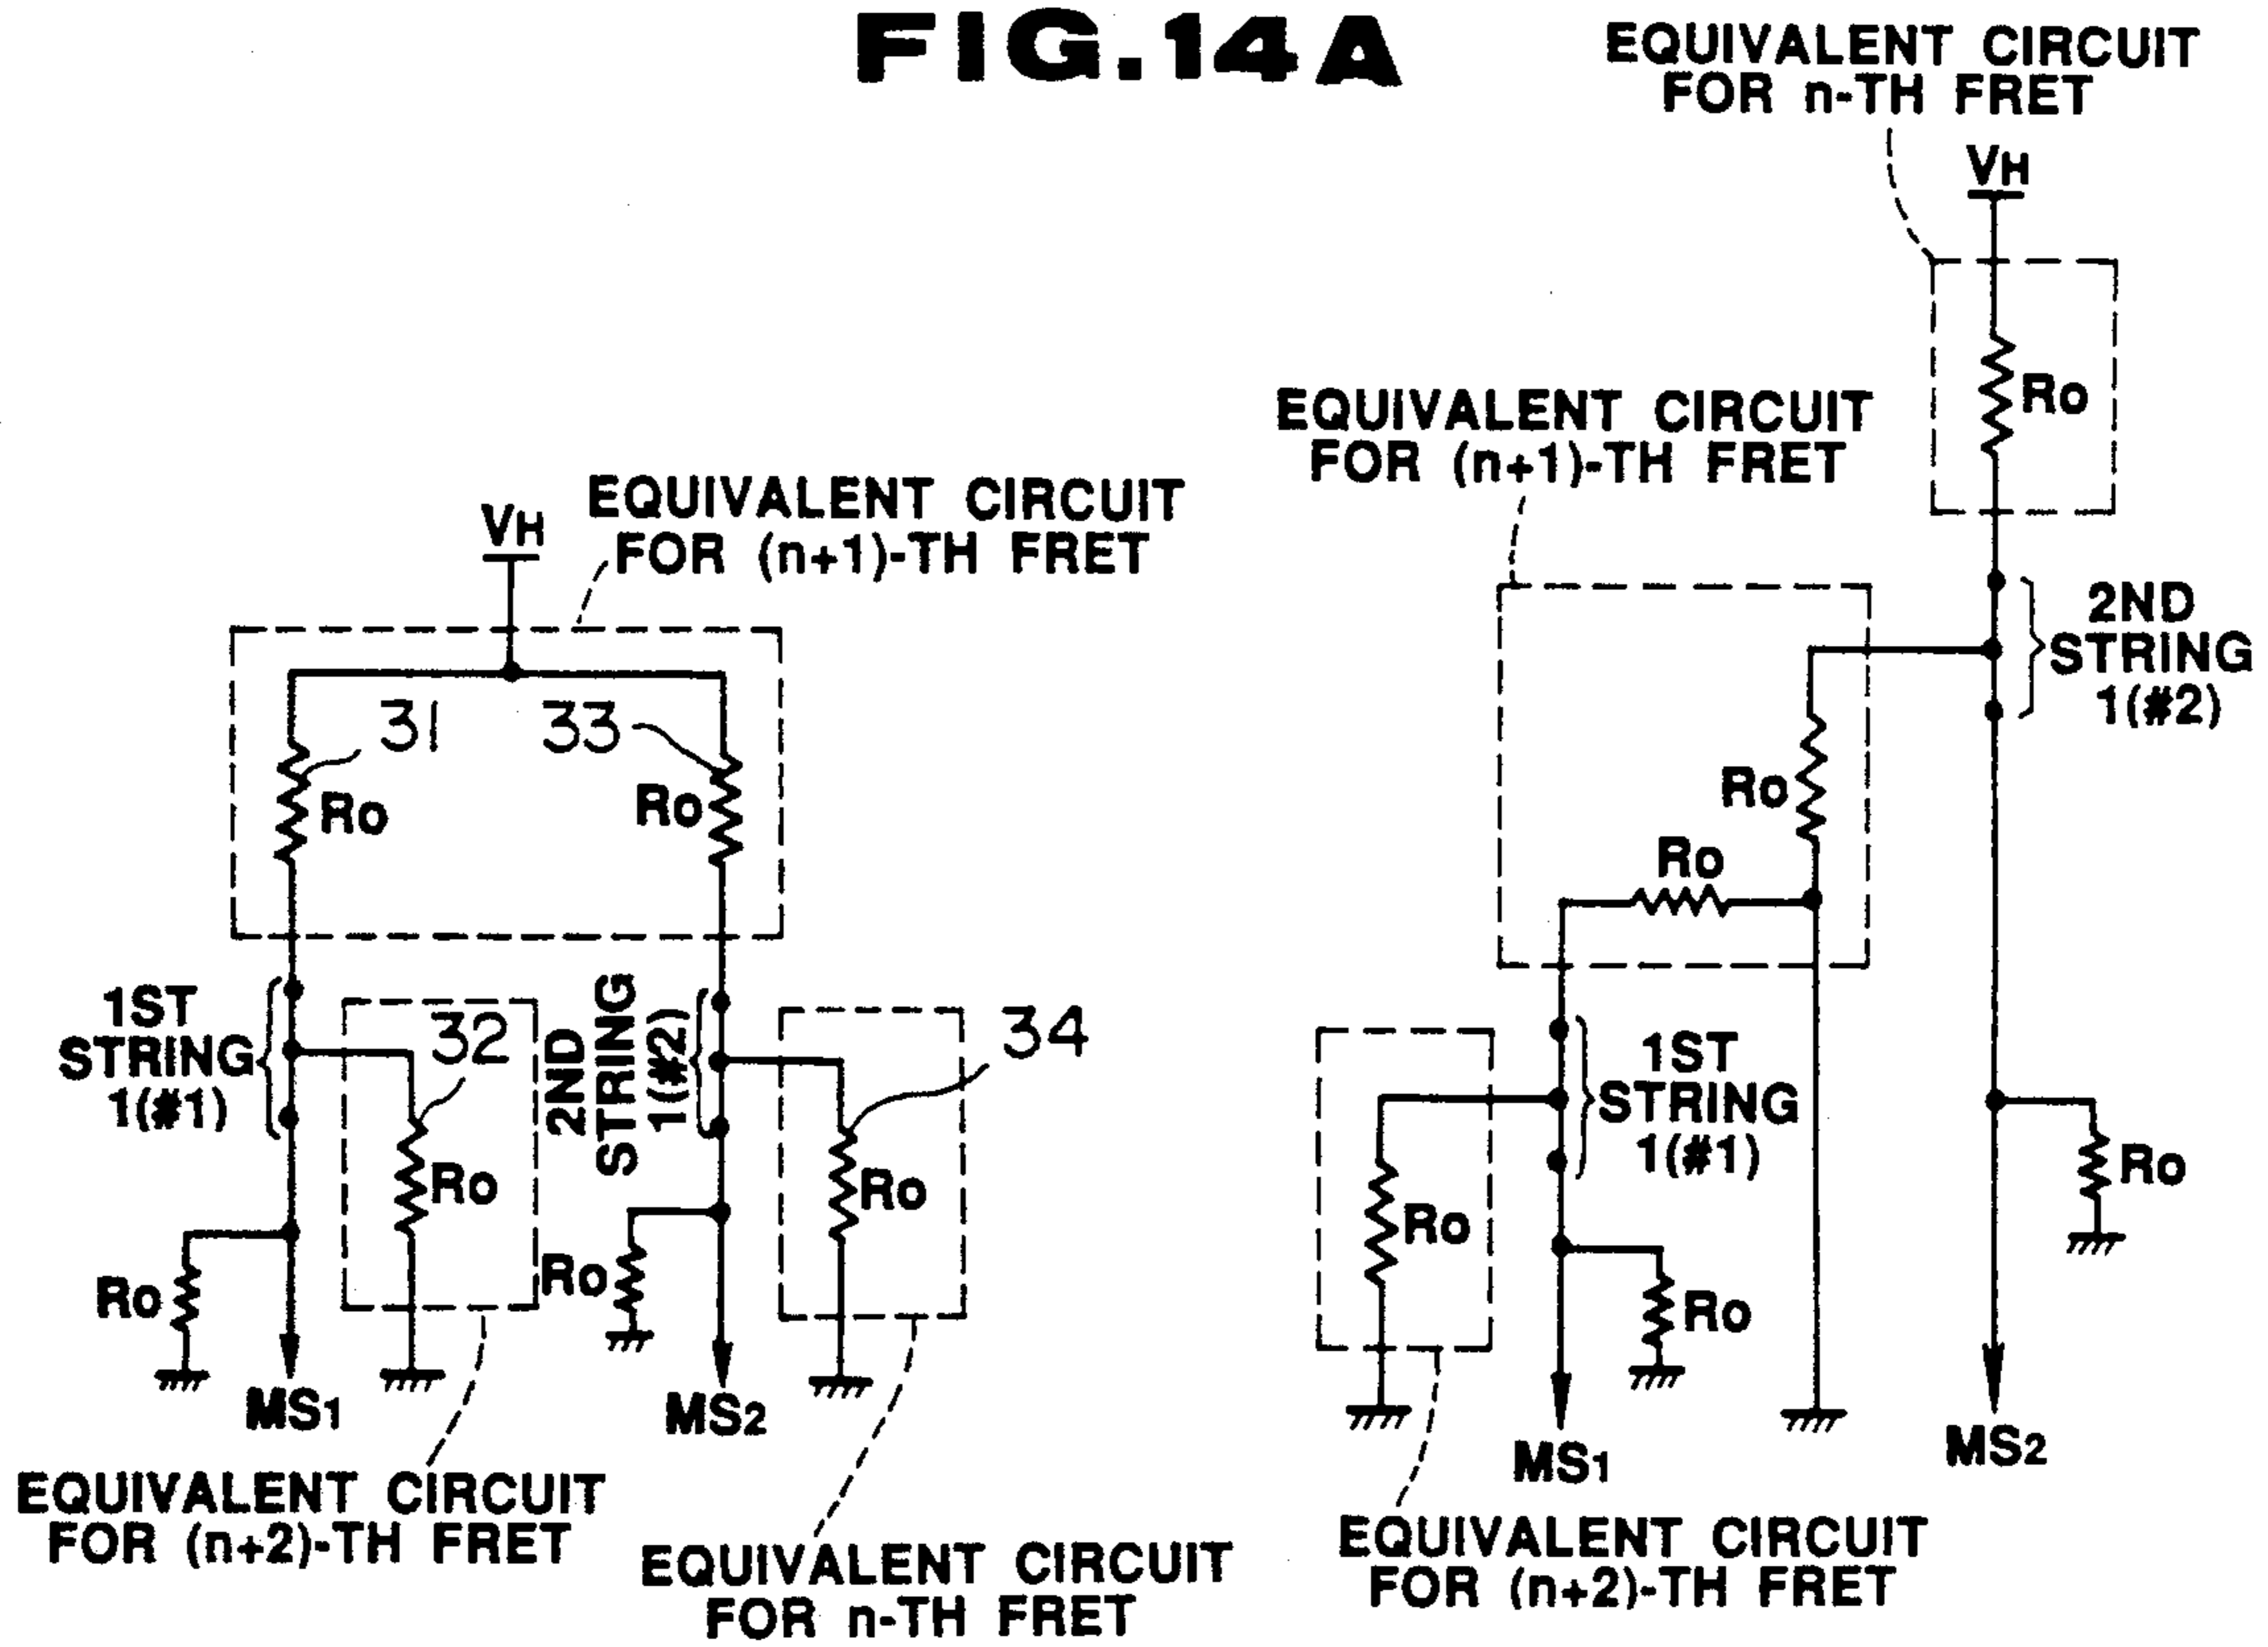 FIG.14A
EQUIVALENT CIRCUIT
FOR n-TH FRET
VH
Ro
EQUIVALENT CIRCUIT
FOR (n+1)-TH FRET
2ND
STRING
1(#2)
Ro
Ro
1ST
STRING
1(#1)
Ro
Ro
Ro
MS1
MS2
EQUIVALENT CIRCUIT
FOR (n+2)-TH FRET
EQUIVALENT CIRCUIT
FOR (n+1)-TH FRET
VH
31
33
Ro
Ro
1ST
STRING
1(#1)
32
2ND
STRING
1(#2)
34
Ro
Ro
Ro
Ro
MS1
MS2
EQUIVALENT CIRCUIT
FOR (n+2)-TH FRET
EQUIVALENT CIRCUIT
FOR n-TH FRET